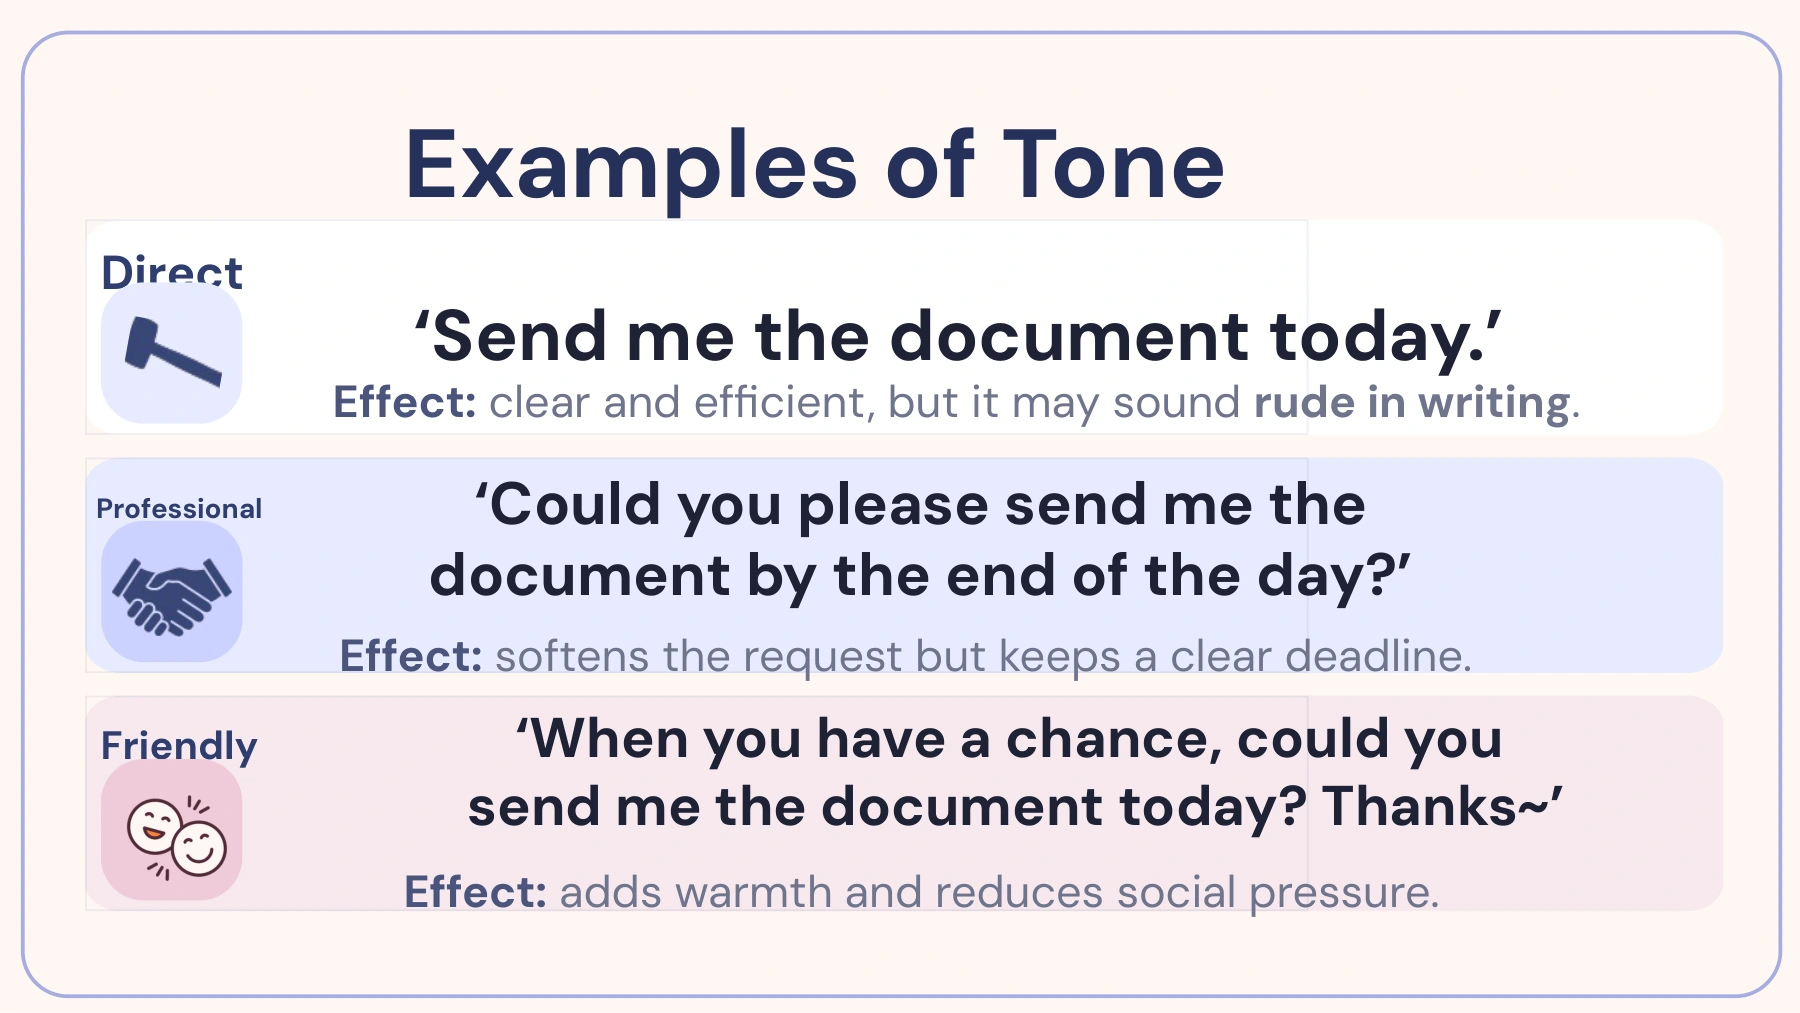 Examples of Tone
Direct
‘Send me the document today.’
Effect: clear and efficient, but it may sound rude in writing.
Professional
‘Could you please send me the
document by the end of the day?’
Effect: softens the request but keeps a clear deadline.
Friendly
‘When you have a chance, could you
send me the document today? Thanks~’
Effect: adds warmth and reduces social pressure.